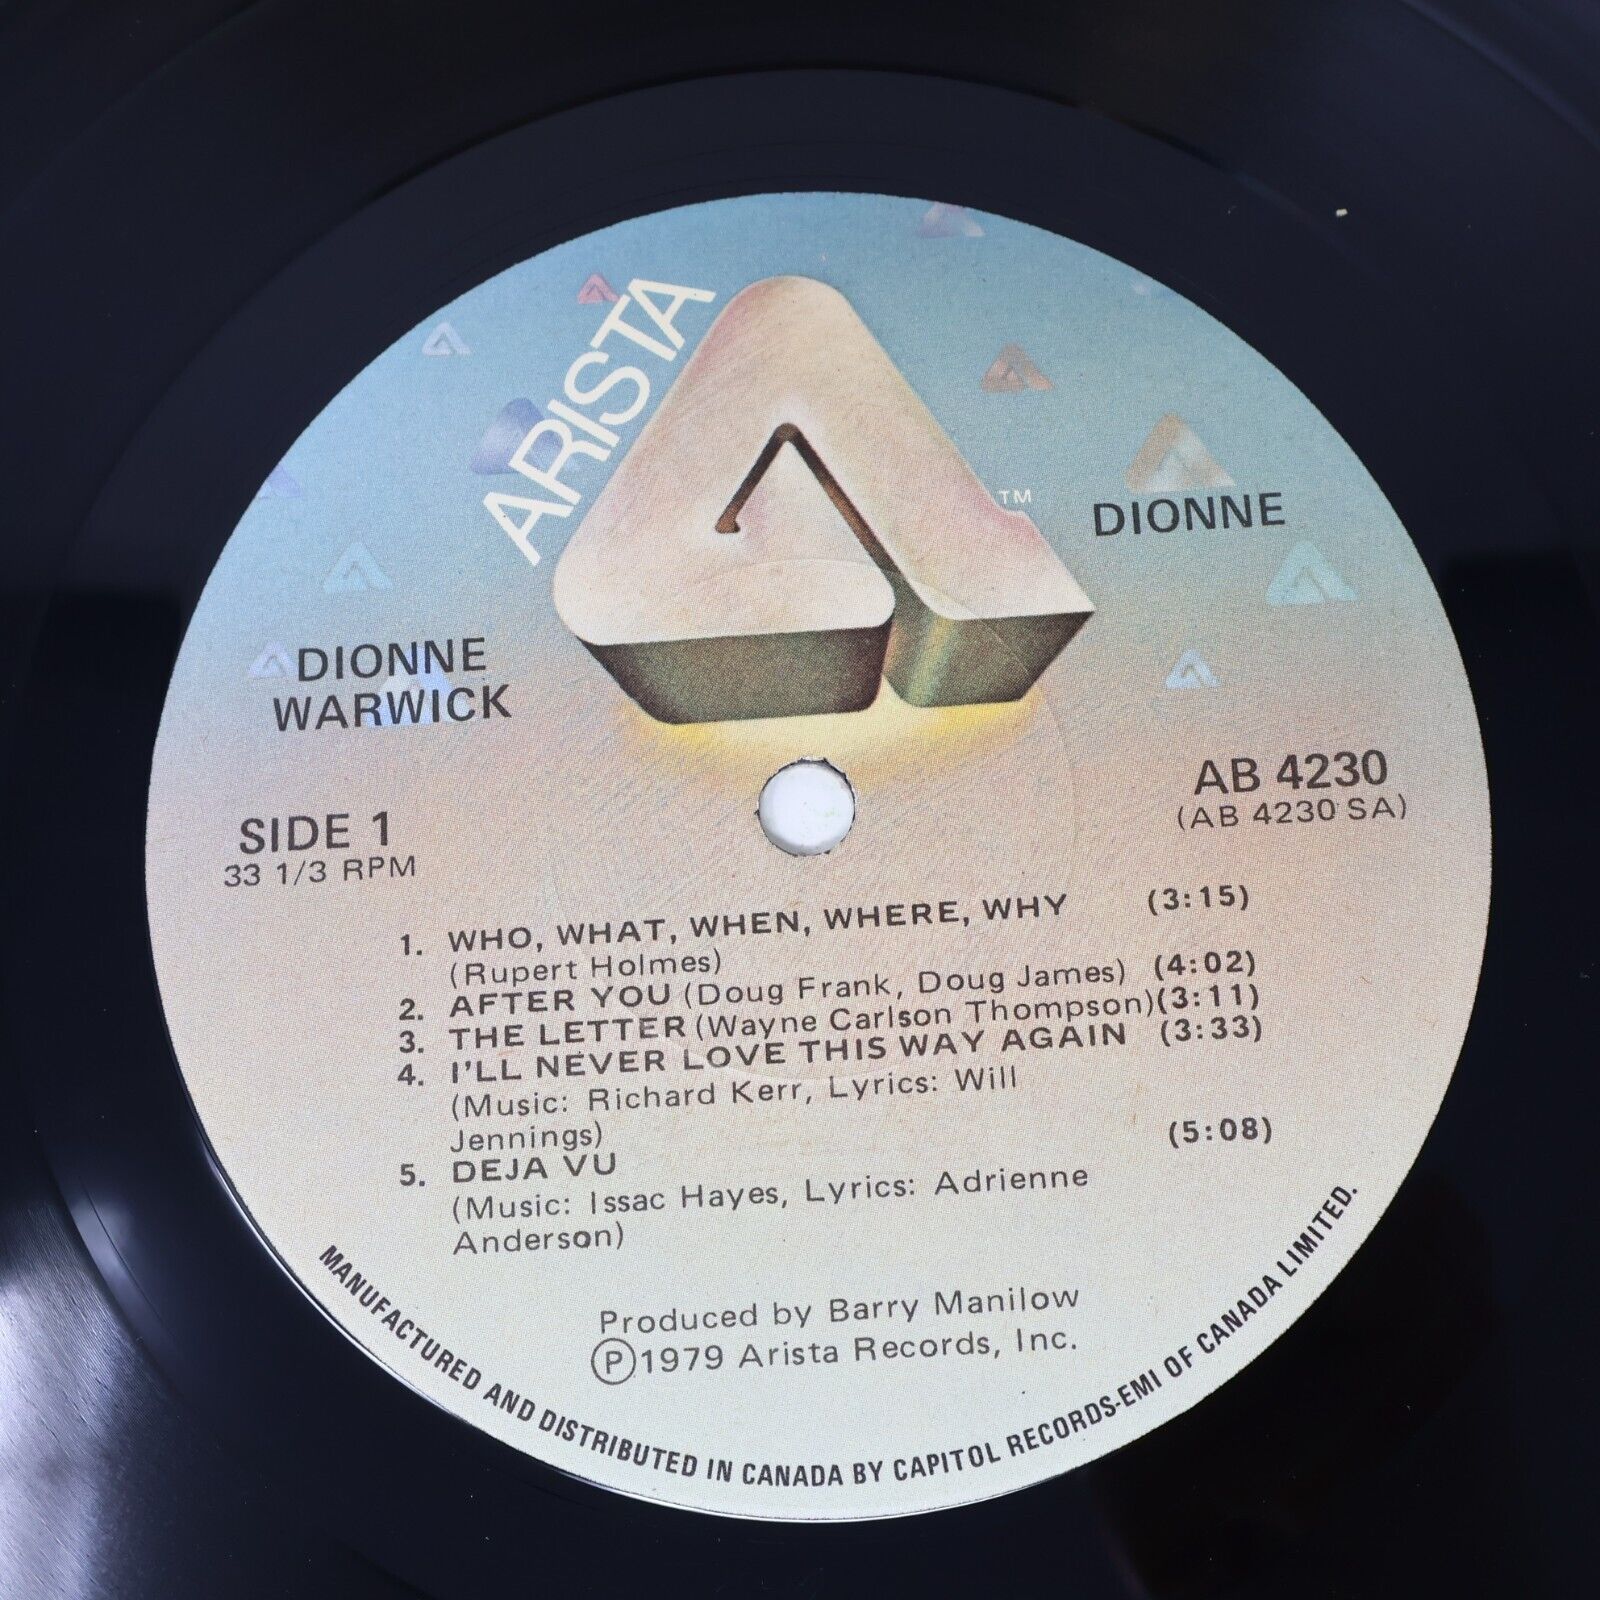 ARISTA
TM
DIONNE
DIONNE
WARWICK
AB 4230
(AB 4230 SA)
SIDE 1
33 1/3 RPM
1. WHO, WHAT, WHEN, WHERE, WHY (3:15)
(Rupert Holmes)
2. AFTER YOU (Doug Frank, Doug James) (4:02)
3. THE LETTER (Wayne Carlson Thompson)(3:11)
4. I'LL NEVER LOVE THIS WAY AGAIN (3:33)
(Music: Richard Kerr, Lyrics: Will
Jennings)
5. DEJA VU (5:08)
(Music: Issac Hayes, Lyrics: Adrienne
Anderson)
Produced by Barry Manilow
Ⓟ1979 Arista Records, Inc.
MANUFACTURED AND DISTRIBUTED IN CANADA BY CAPITOL RECORDS-EMI OF CANADA LIMITED.